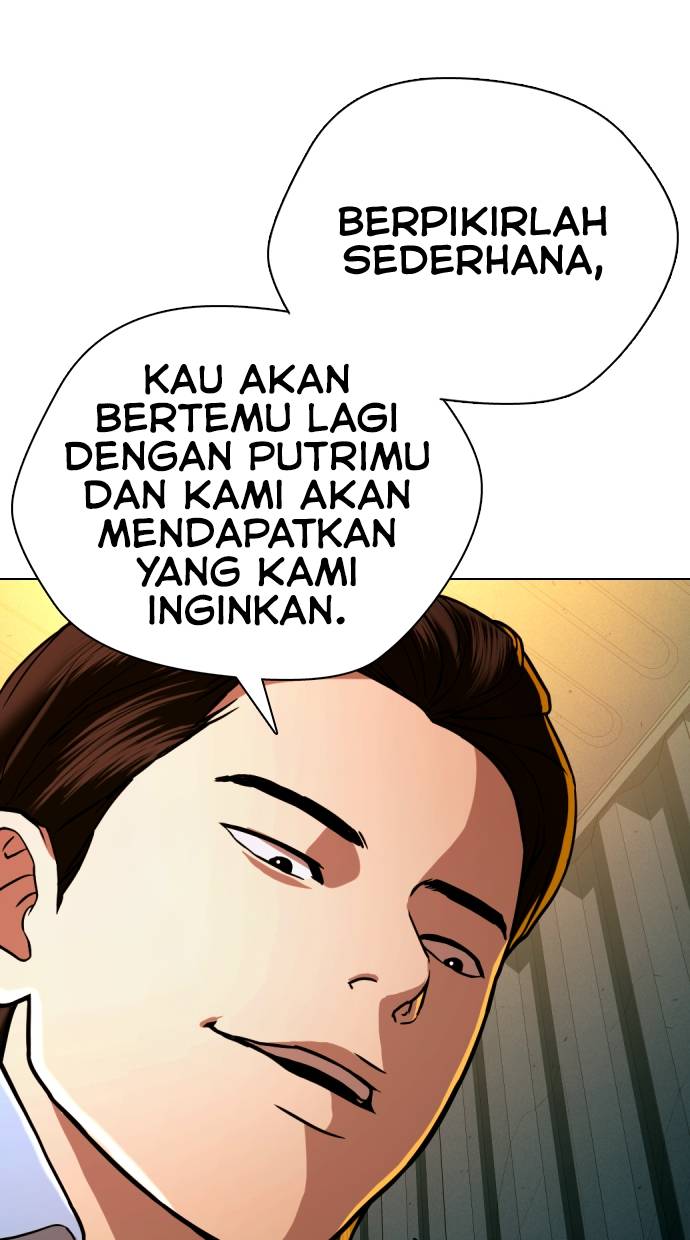 BERPIKIRLAH
SEDERHANA,
KAU AKAN
BERTEMU LAGI
DENGAN PUTRIMU
DAN KAMI AKAN
MENDAPATKAN
YANG KAMI
INGINKAN.